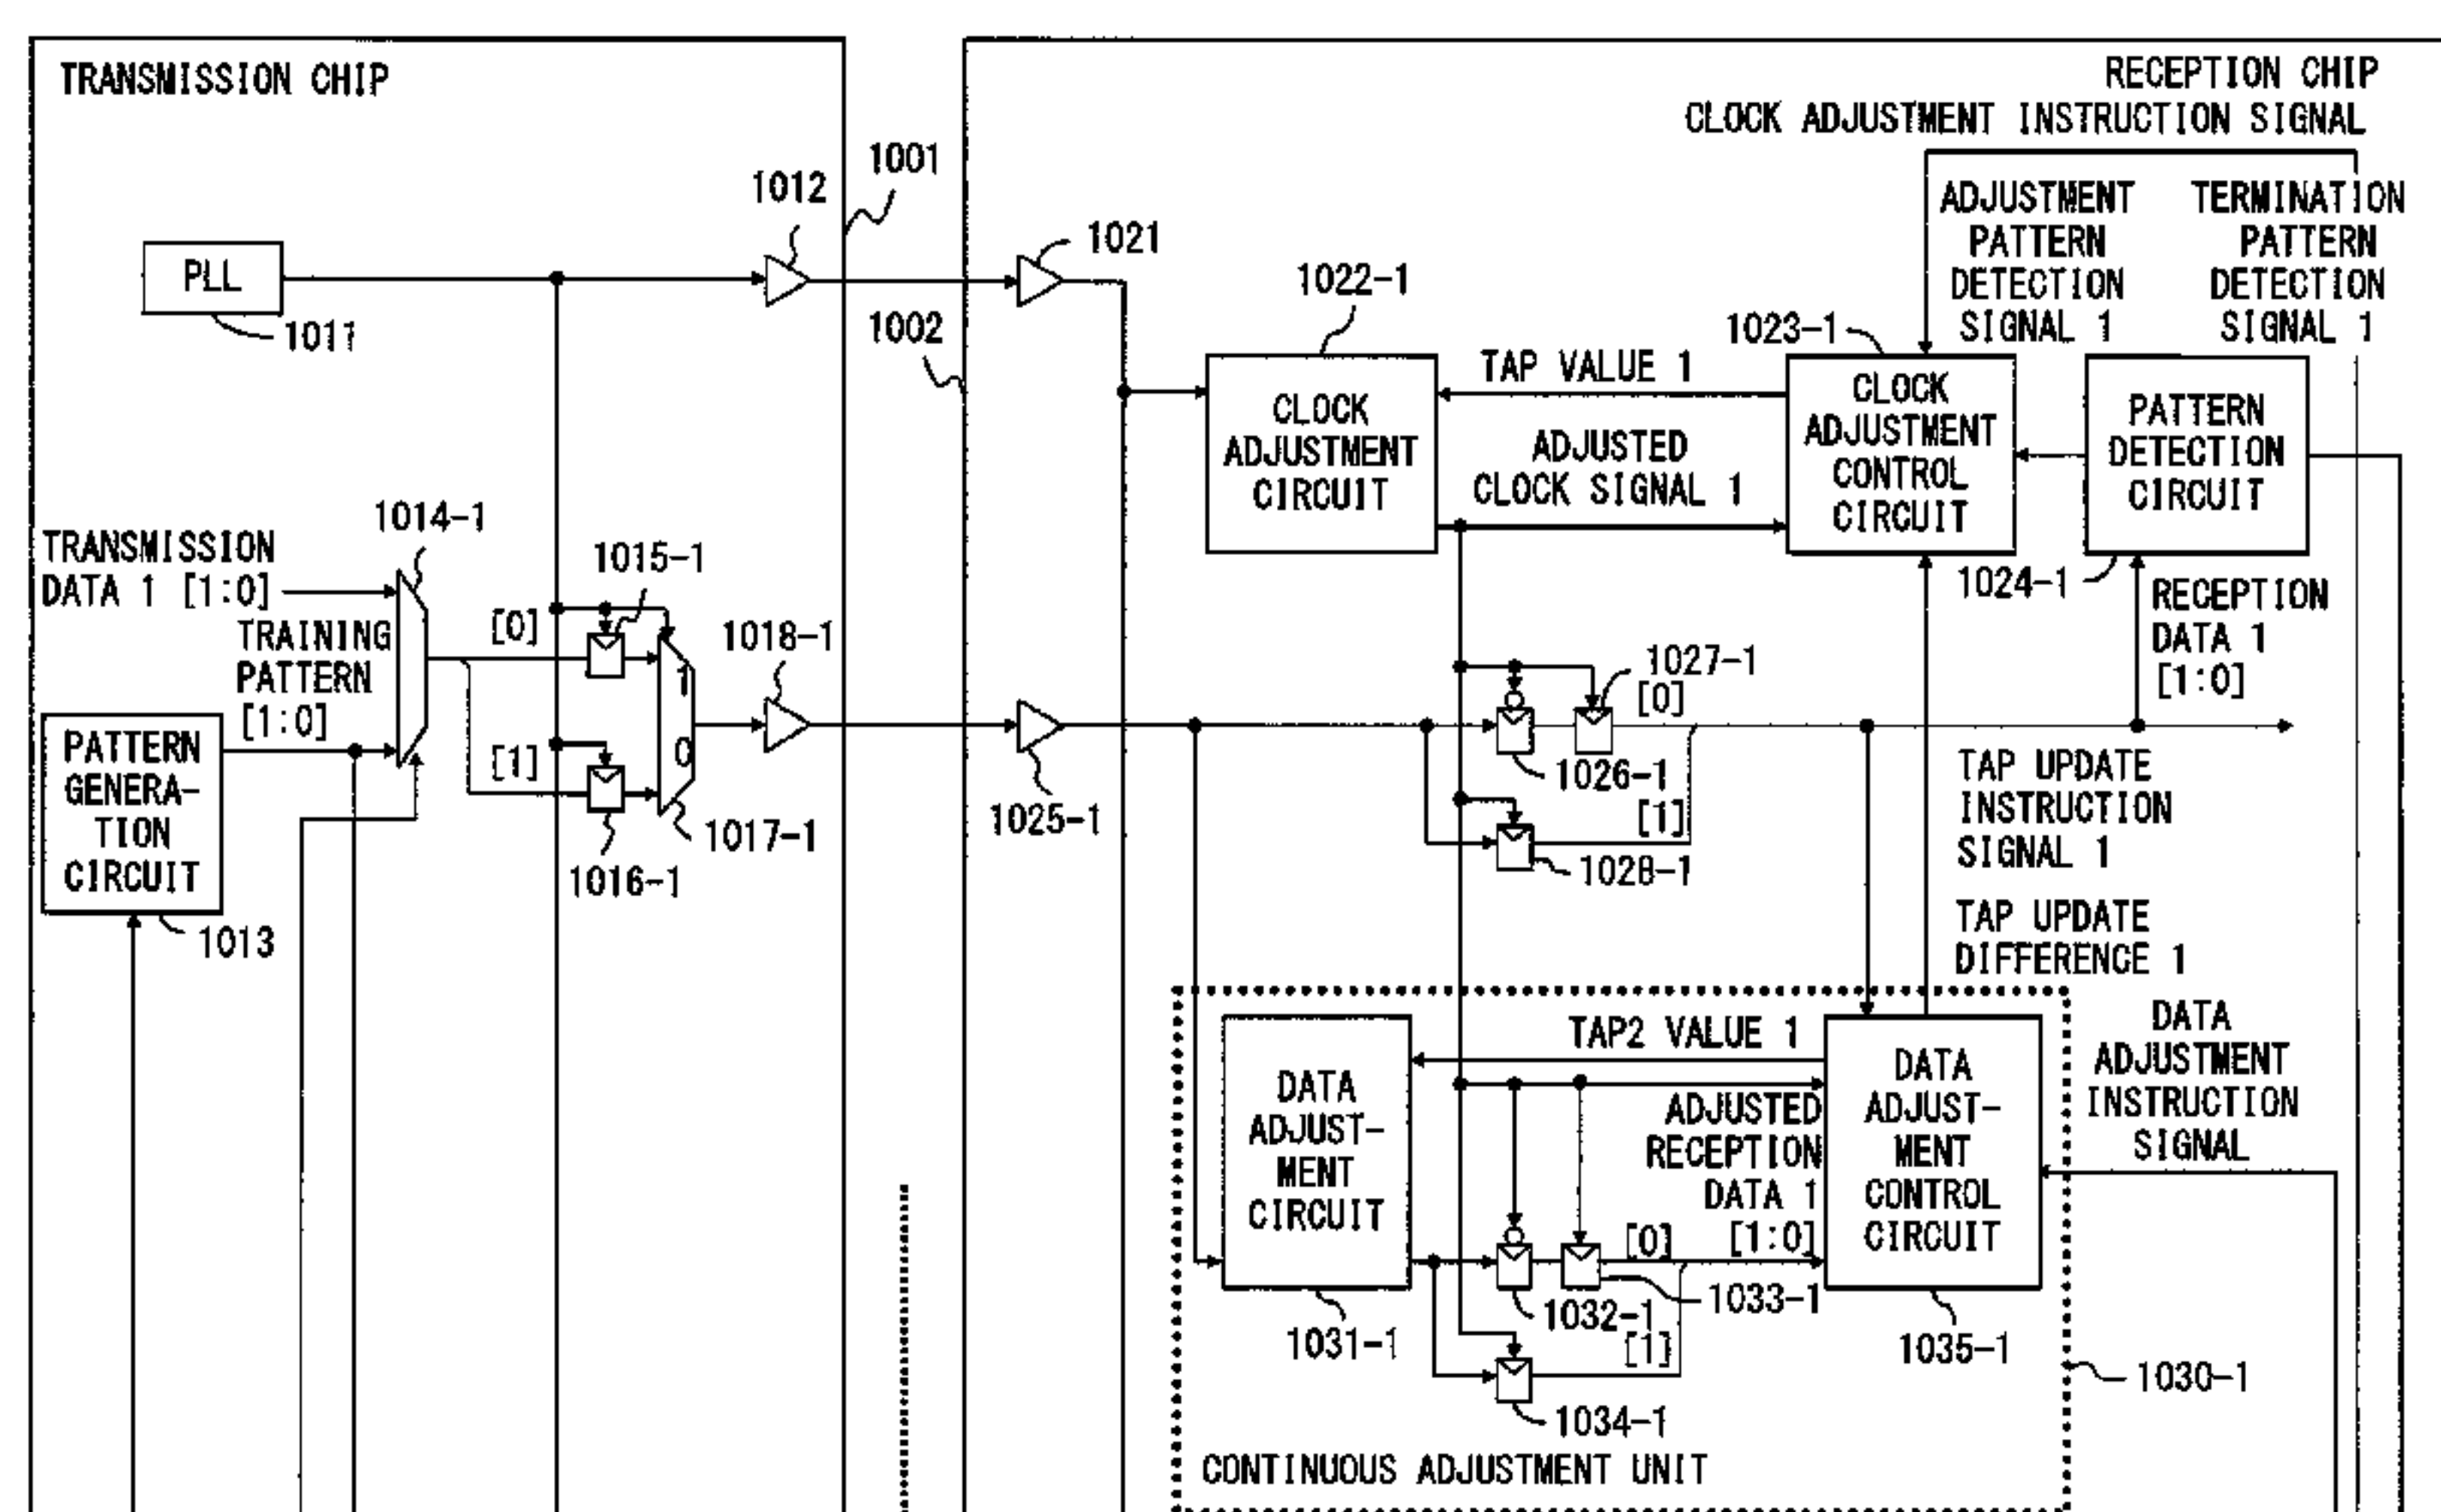 TRANSMISSION CHIP
RECEPTION CHIP
CLOCK ADJUSTMENT INSTRUCTION SIGNAL
1001
1012
1021
1002
PLL
1011
1022-1
1023-1
ADJUSTMENT
PATTERN
DETECTION
SIGNAL 1
TERMINATION
PATTERN
DETECTION
SIGNAL 1
CLOCK
ADJUSTMENT
CIRCUIT
TAP VALUE 1
ADJUSTED
CLOCK SIGNAL 1
CLOCK
ADJUSTMENT
CONTROL
CIRCUIT
PATTERN
DETECTION
CIRCUIT
1024-1
RECEPTION
DATA 1
[1:0]
1014-1
TRANSMISSION
DATA 1 [1:0]
TRAINING
PATTERN
[1:0]
PATTERN
GENERA-
TION
CIRCUIT
1013
[0]
[1]
1015-1
1016-1
1
0
1017-1
1018-1
1025-1
1027-1
[0]
1026-1
[1]
1028-1
TAP UPDATE
INSTRUCTION
SIGNAL 1
TAP UPDATE
DIFFERENCE 1
DATA
ADJUSTMENT
INSTRUCTION
SIGNAL
DATA
ADJUST-
MENT
CIRCUIT
1031-1
TAP2 VALUE 1
ADJUSTED
RECEPTION
DATA 1
[1:0]
[0]
1032-1
1033-1
[1]
1034-1
DATA
ADJUST-
MENT
CONTROL
CIRCUIT
1035-1
1030-1
CONTINUOUS ADJUSTMENT UNIT